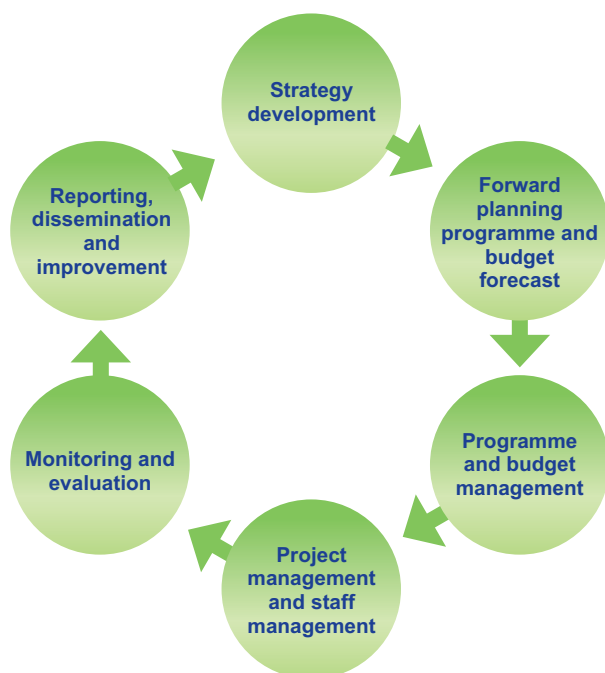 Strategy
development
Forward
planning
programme and
budget
forecast
Programme
and budget
management
Project
management
and staff
management
Monitoring and
evaluation
Reporting,
dissemination
and
improvement